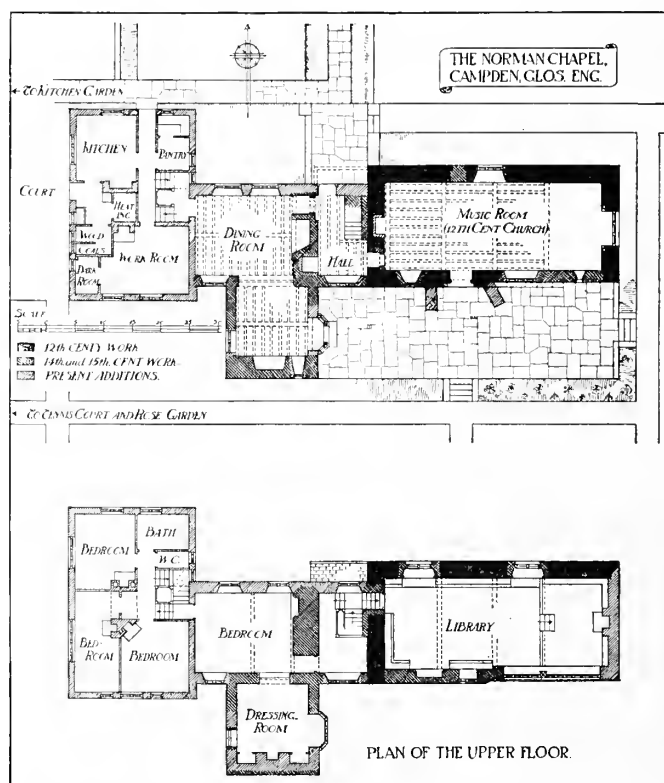 THE NORMAN CHAPEL,
CAMPDEN, GLOS. ENG.
TO KITCHEN GARDEN
KITCHEN
PANTRY
COURT
HEAT
ING.
MUSIC ROOM
(12TH CENT CHURCH)
DINING
ROOM
HALL
WOOD
COALS
WORK ROOM
DARK
ROOM
SCALE
12th CENTY WORK
14th and 15th CENT WORK.
PRESENT ADDITIONS.
TO TENNIS COURT AND ROSE GARDEN
BEDROOM
BATH
W.C.
BEDROOM
LIBRARY
BED-
ROOM
BEDROOM
DRESSING
ROOM
PLAN OF THE UPPER FLOOR.